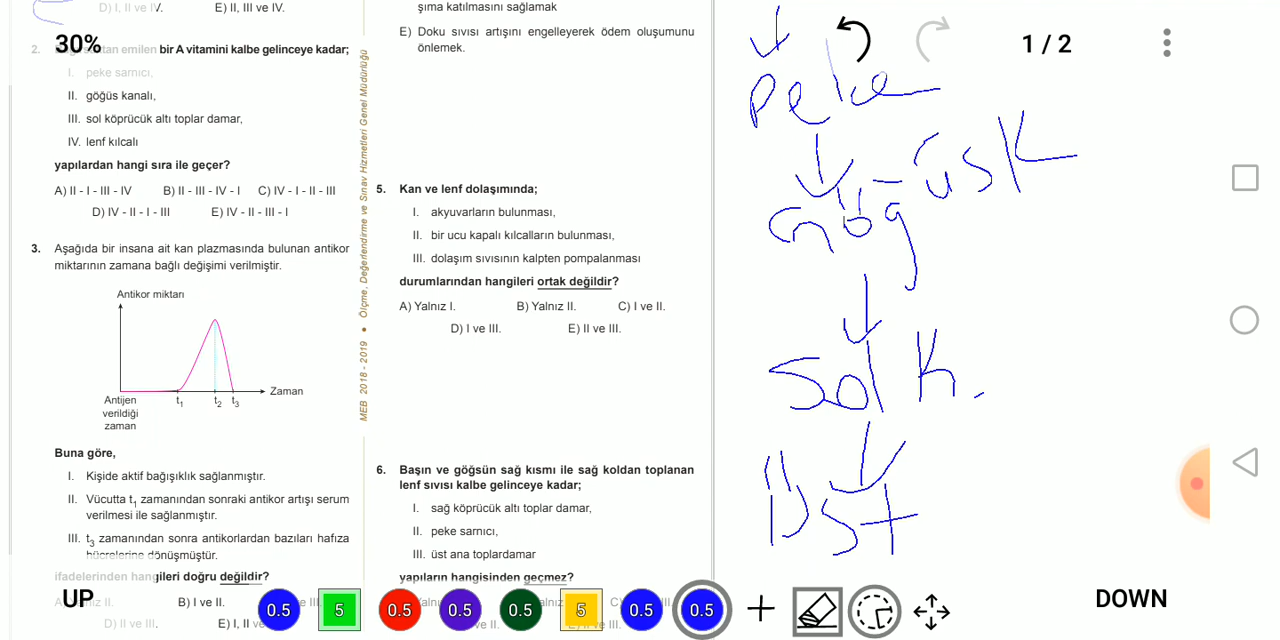 D) I, II ve IV.
E) II, III ve IV.
30%
2.
emilen bir A vitamini kalbe gelinceye kadar;
I. peke sarnıcı,
II. göğüs kanalı,
III. sol köprücük altı toplar damar,
IV. lenf kılcalı
yapılardan hangi sıra ile geçer?
A) II - I - III - IV B) II - III - IV - I C) IV - I - II - III
D) IV - II - I - III E) IV - II - III - I
3. Aşağıda bir insana ait kan plazmasında bulunan antikor
miktarının zamana bağlı değişimi verilmiştir.
Antikor miktarı
Zaman
Antijen
verildiği
zaman
t1 t2 t3
Buna göre,
I. Kişide aktif bağışıklık sağlanmıştır.
II. Vücutta t1 zamanından sonraki antikor artışı serum
verilmesi ile sağlanmıştır.
III. t3 zamanından sonra antikorlardan bazıları hafıza
hücrelerine dönüşmüştür.
ifadelerinden hangileri doğru değildir?
B) I ve II.
D) II ve III.
UP
MEB 2018 - 2019 ● Ölçme, Değerlendirme ve Sınav Hizmetleri Genel Müdürlüğü
şıma katılmasını sağlamak
E) Doku sıvısı artışını engelleyerek ödem oluşumunu
önlemek.
5. Kan ve lenf dolaşımında;
I. akyuvarların bulunması,
II. bir ucu kapalı kılcalların bulunması,
III. dolaşım sıvısının kalpten pompalanması
durumlarından hangileri ortak değildir?
A) Yalnız I. B) Yalnız II. C) I ve II.
D) I ve III. E) II ve III.
6. Başın ve göğsün sağ kısmı ile sağ koldan toplanan
lenf sıvısı kalbe gelinceye kadar;
I. sağ köprücük altı toplar damar,
II. peke sarnıcı,
III. üst ana toplardamar
yapıların hangisinden geçmez?
0.5 5 0.5 0.5 0.5 5 0.5 0.5
1 / 2
Peke
Göğüs K
Sol K.
Üst
DOWN